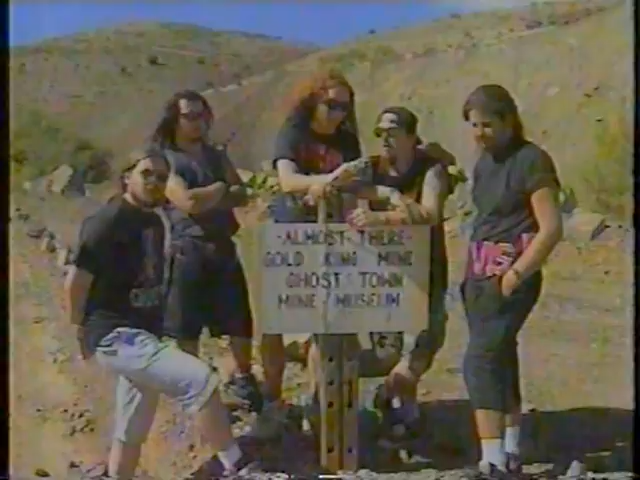 -ALMOST THERE-
GOLD KING MINE
GHOST TOWN
MINE MUSEUM